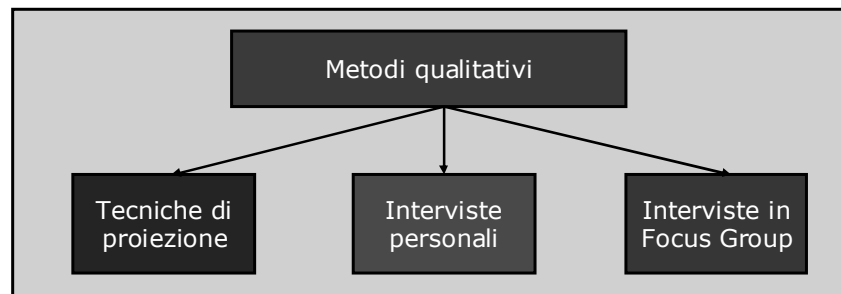 Metodi qualitativi
Tecniche di
proiezione
Interviste
personali
Interviste in
Focus Group